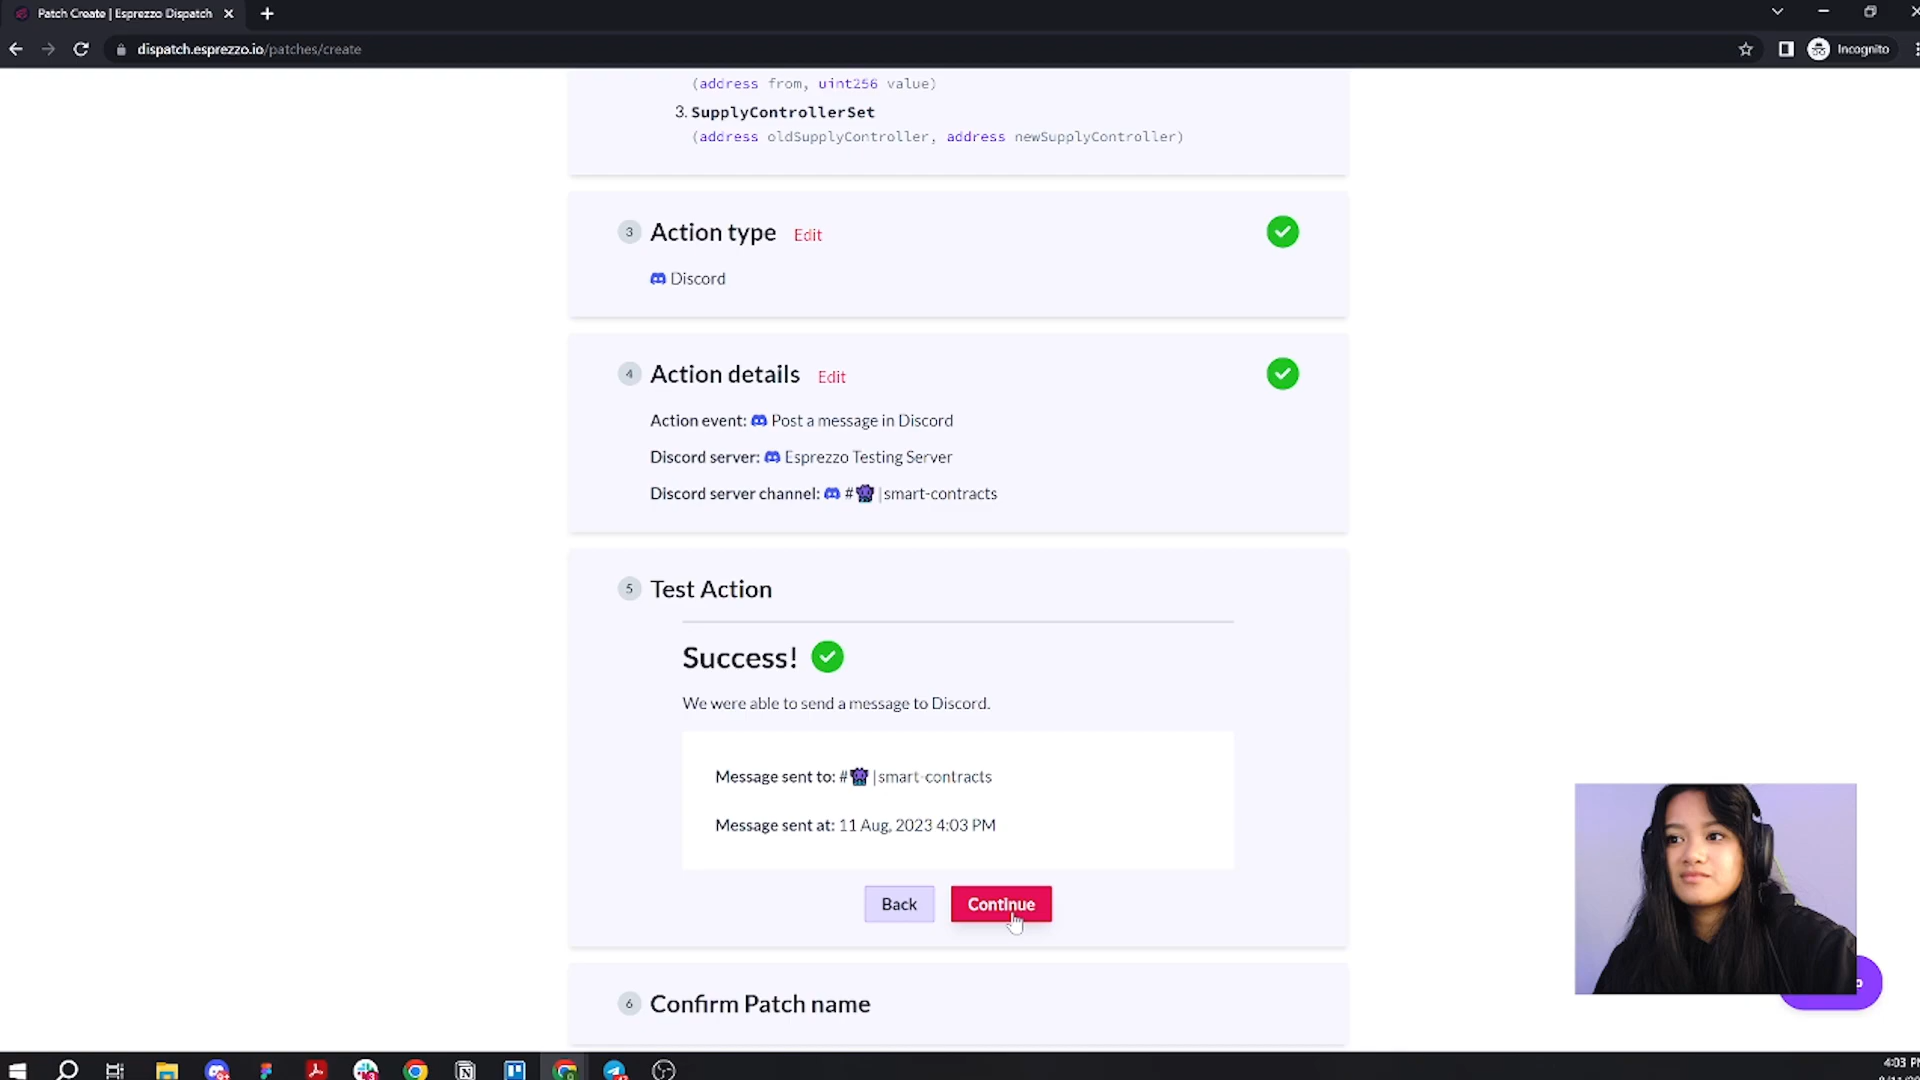 Patch Create | Esprezzo Dispatch
dispatch.esprezzo.io/patches/create
Incognito
(address from, uint256 value)
3. SupplyControllerSet
(address oldSupplyController, address newSupplyController)
3 Action type Edit
Discord
4 Action details Edit
Action event: Post a message in Discord
Discord server: Esprezzo Testing Server
Discord server channel: # |smart-contracts
5 Test Action
Success!
We were able to send a message to Discord.
Message sent to: # |smart-contracts
Message sent at: 11 Aug, 2023 4:03 PM
Back Continue
6 Confirm Patch name
4:03 PM